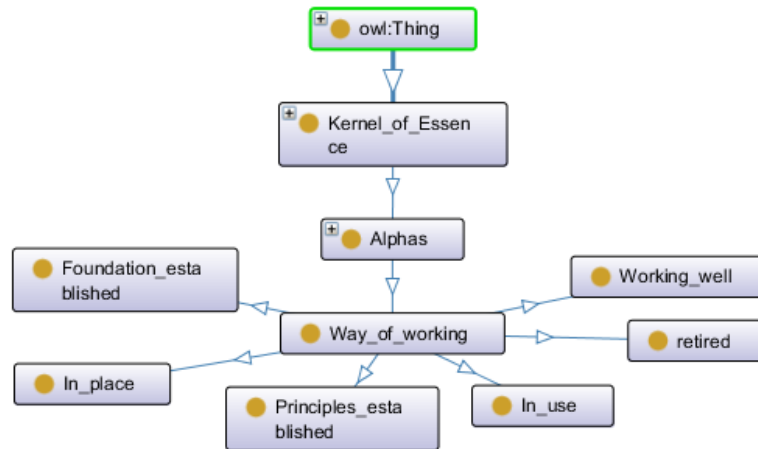 owl:Thing
Kernel_of_Essen
ce
Alphas
Foundation_esta
blished
Working_well
Way_of_working
retired
In_place
Principles_esta
blished
In_use